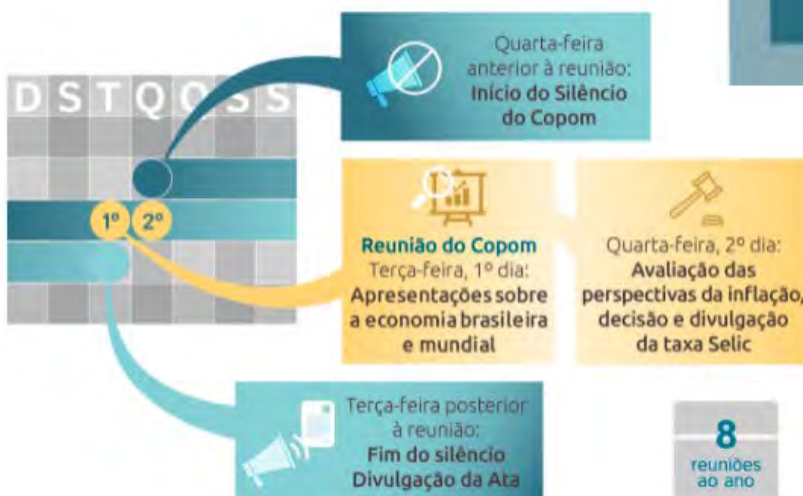 Quarta-feira
anterior à reunião:
Início do Silêncio
do Copom
D S T Q Q S S
1º 2º
Reunião do Copom
Terça-feira, 1º dia:
Apresentações sobre
a economia brasileira
e mundial
Quarta-feira, 2º dia:
Avaliação das
perspectivas da inflação,
decisão e divulgação
da taxa Selic
Terça-feira posterior
à reunião:
Fim do silêncio
Divulgação da Ata
8
reuniões
ao ano